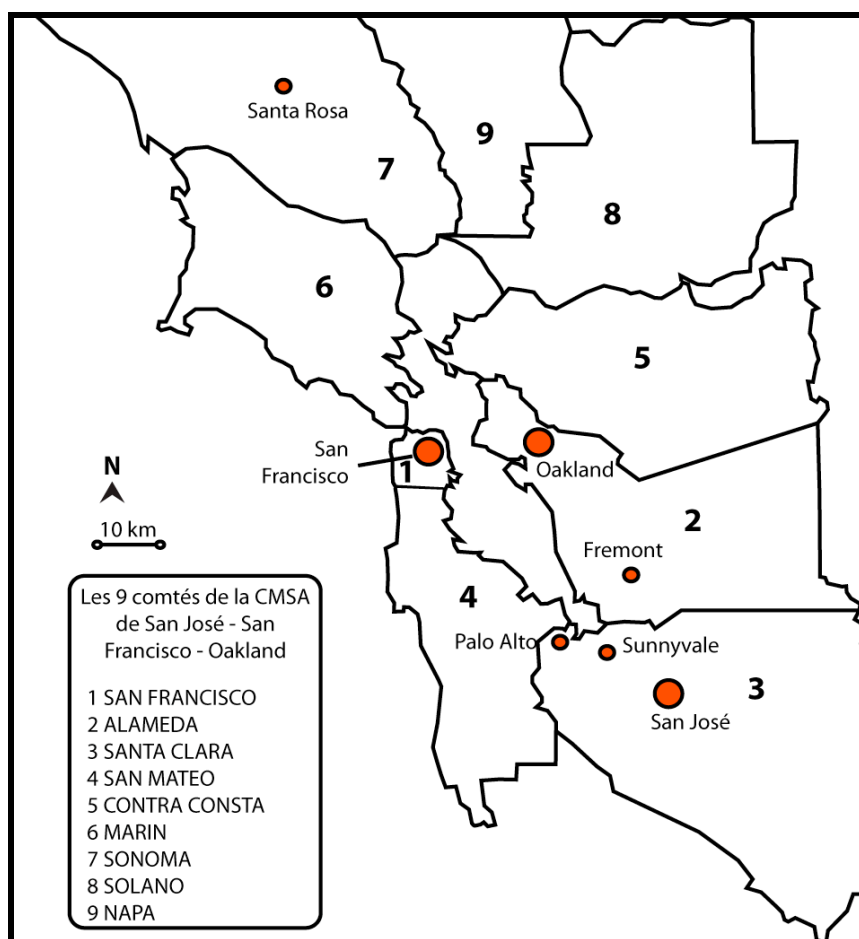 Santa Rosa
9
7
8
6
5
San
Francisco
1
Oakland
N
10 km
2
Fremont
4
Palo Alto
Sunnyvale
3
San José
Les 9 comtés de la CMSA
de San José - San
Francisco - Oakland
1 SAN FRANCISCO
2 ALAMEDA
3 SANTA CLARA
4 SAN MATEO
5 CONTRA CONSTA
6 MARIN
7 SONOMA
8 SOLANO
9 NAPA